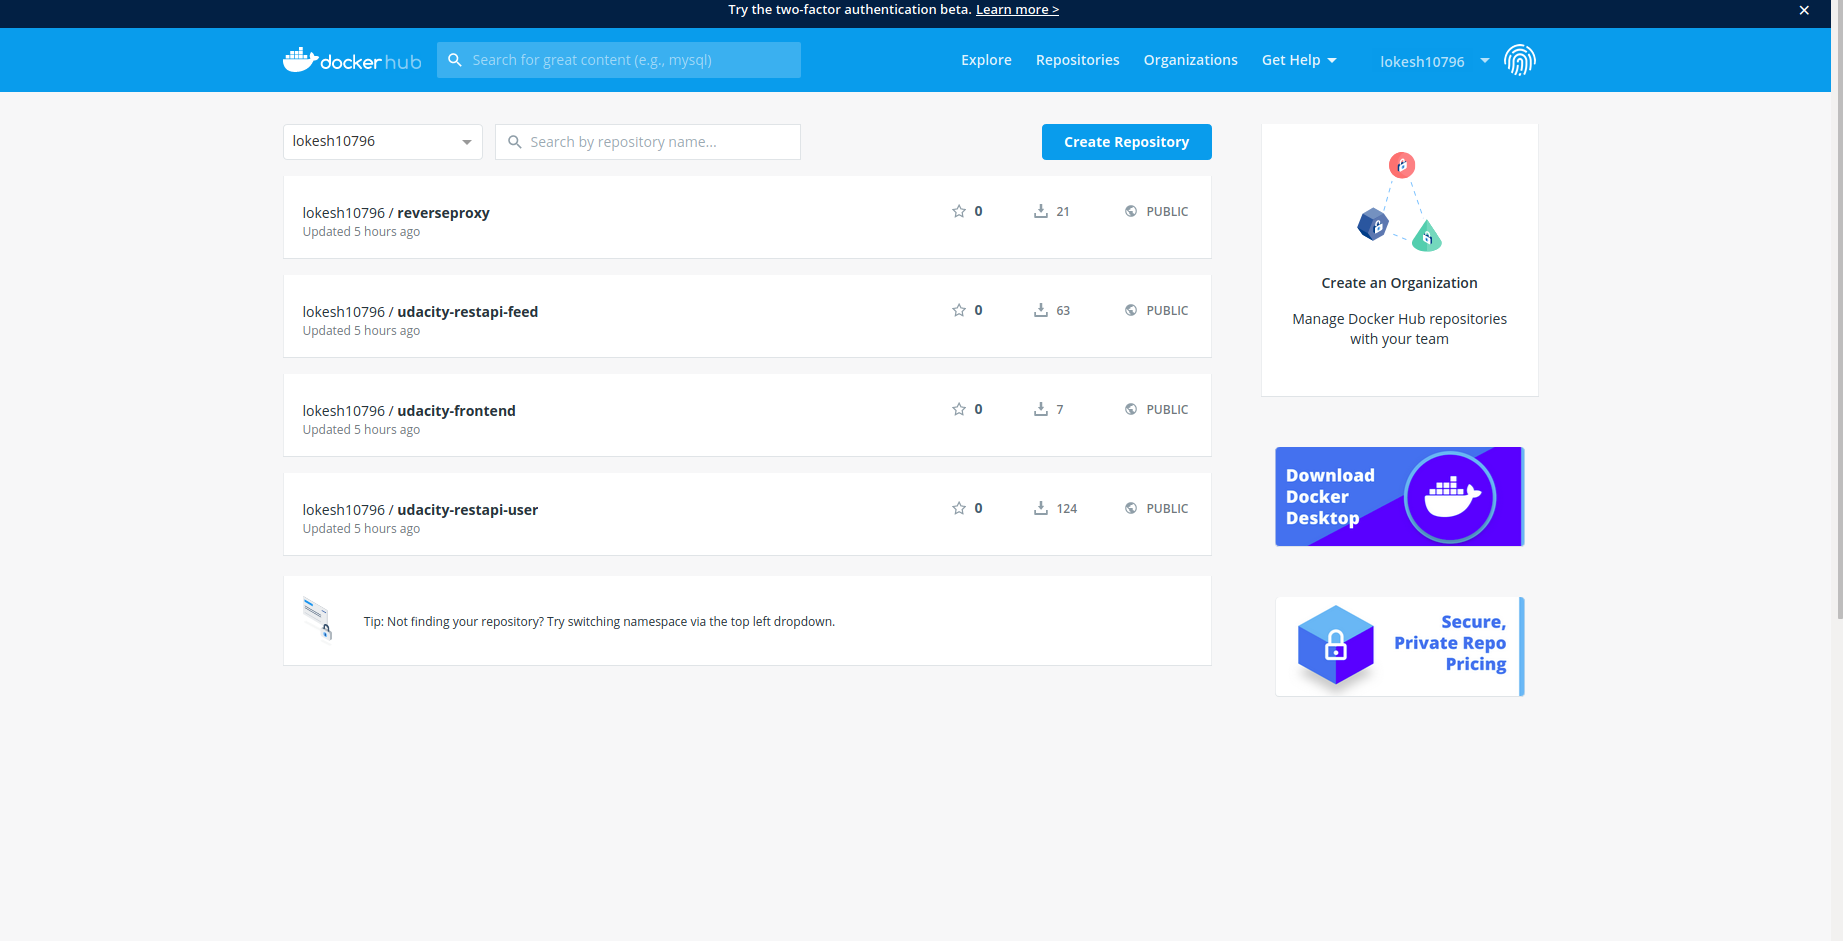 Try the two-factor authentication beta. Learn more >
docker hub
Search for great content (e.g., mysql)
Explore
Repositories
Organizations
Get Help
lokesh10796
lokesh10796
Search by repository name...
Create Repository
lokesh10796 / reverseproxy
Updated 5 hours ago
0
21
PUBLIC
lokesh10796 / udacity-restapi-feed
Updated 5 hours ago
0
63
PUBLIC
lokesh10796 / udacity-frontend
Updated 5 hours ago
0
7
PUBLIC
lokesh10796 / udacity-restapi-user
Updated 5 hours ago
0
124
PUBLIC
Tip: Not finding your repository? Try switching namespace via the top left dropdown.
Create an Organization
Manage Docker Hub repositories
with your team
Download
Docker
Desktop
Secure,
Private Repo
Pricing